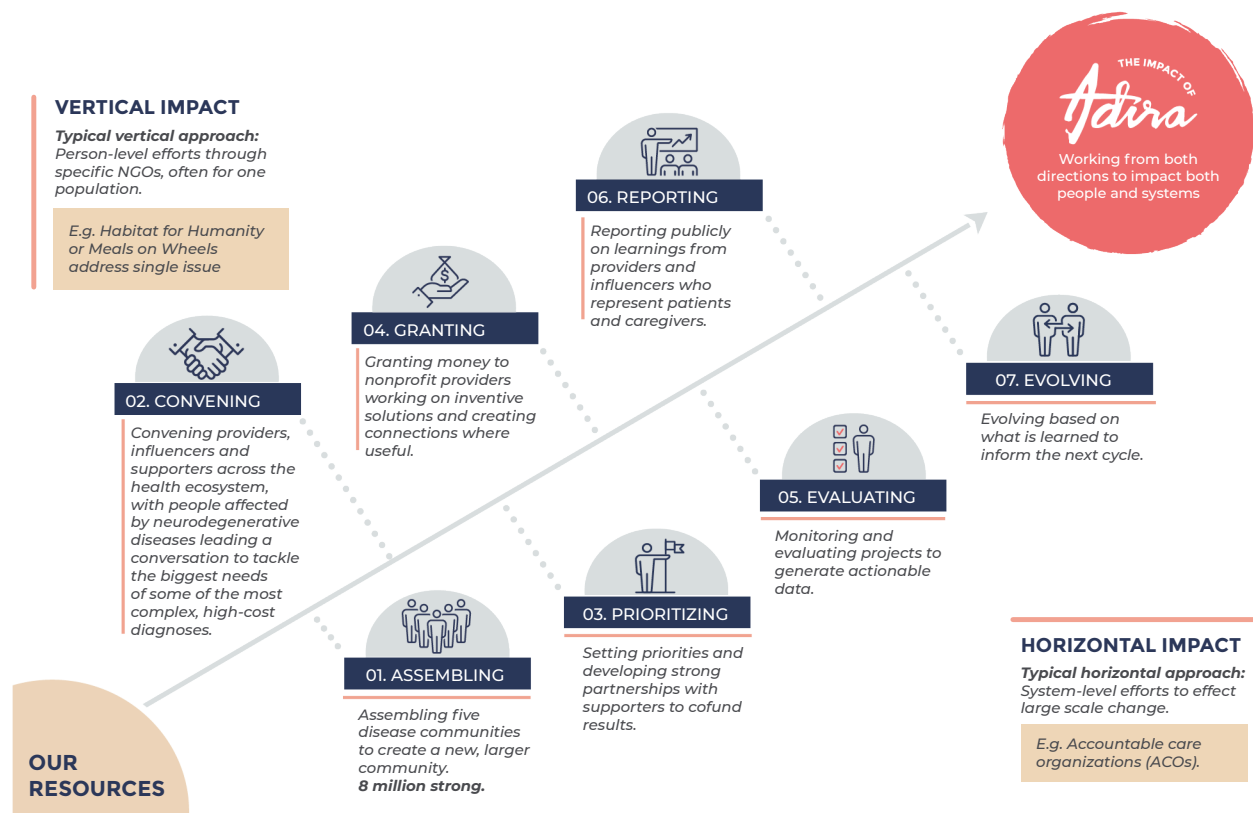 VERTICAL IMPACT
Typical vertical approach:
Person-level efforts through
specific NGOs, often for one
population.
E.g. Habitat for Humanity
or Meals on Wheels
address single issue
THE IMPACT OF
Adira
Working from both
directions to impact both
people and systems
06. REPORTING
Reporting publicly
on learnings from
providers and
influencers who
represent patients
and caregivers.
04. GRANTING
Granting money to
nonprofit providers
working on inventive
solutions and creating
connections where
useful.
02. CONVENING
Convening providers,
influencers and
supporters across the
health ecosystem,
with people affected
by neurodegenerative
diseases leading a
conversation to tackle
the biggest needs
of some of the most
complex, high-cost
diagnoses.
07. EVOLVING
Evolving based on
what is learned to
inform the next cycle.
05. EVALUATING
Monitoring and
evaluating projects to
generate actionable
data.
03. PRIORITIZING
Setting priorities and
developing strong
partnerships with
supporters to cofund
results.
01. ASSEMBLING
Assembling five
disease communities
to create a new, larger
community.
8 million strong.
$
HORIZONTAL IMPACT
Typical horizontal approach:
System-level efforts to effect
large scale change.
E.g. Accountable care
organizations (ACOs).
OUR
RESOURCES